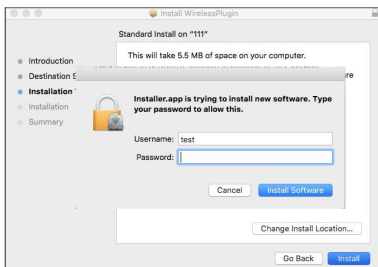 Install WirelessPlugin
Standard Install on "111"
This will take 5.5 MB of space on your computer.
Introduction
Destination S
Installation
Installation
Summary
Installer.app is trying to install new software. Type
your password to allow this.
Username: test
Password:
Cancel Install Software
Change Install Location...
Go Back Install